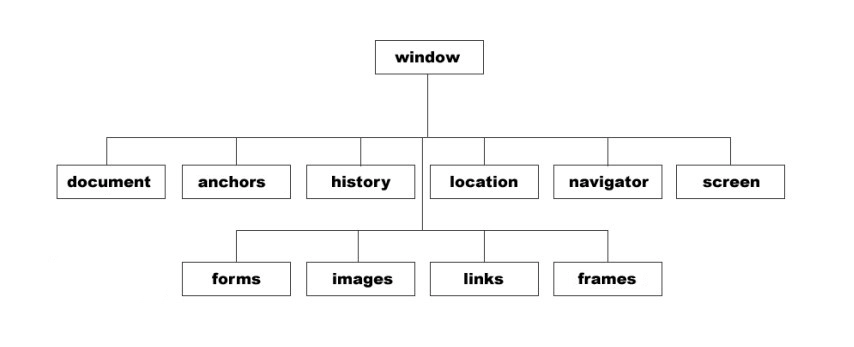 window
document anchors history location navigator screen
forms images links frames